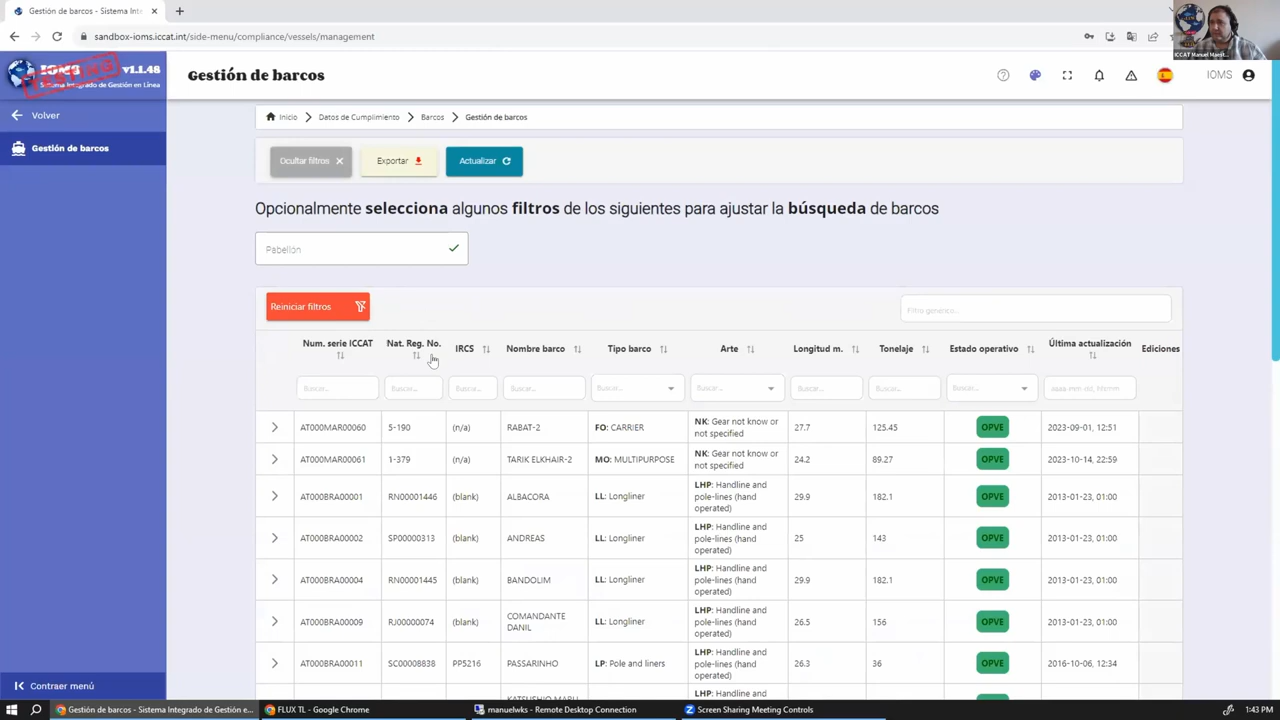 Gestión de barcos - Sistema Inte
sandbox-ioms.iccat.int/side-menu/compliance/vessels/management
ICCAT Manuel Maest...
IOMS v1.1.48
Sistema Integrado de Gestión en Línea
TESTING
Gestión de barcos
IOMS
Volver
Gestión de barcos
Inicio Datos de Cumplimiento Barcos Gestión de barcos
Ocultar filtros Exportar Actualizar
Opcionalmente selecciona algunos filtros de los siguientes para ajustar la búsqueda de barcos
Pabellón
Reiniciar filtros
Filtro genérico...
Num. serie ICCAT Nat. Reg. No. IRCS Nombre barco Tipo barco Arte Longitud m. Tonelaje Estado operativo Última actualización Ediciones
Buscar... Buscar... Buscar... Buscar... Buscar... Buscar... Buscar... Buscar... Buscar...
AT000MAR00060 5-190 (n/a) RABAT-2 FO: CARRIER NK: Gear not know or not specified 27.7 125.45 OPVE 2023-09-01, 12:51
AT000MAR00061 1-379 (n/a) TARIK ELKHAIR-2 MO: MULTIPURPOSE NK: Gear not know or not specified 24.2 89.27 OPVE 2023-10-14, 22:59
AT000BRA00001 RN00001446 (blank) ALBACORA LL: Longliner LHP: Handline and pole-lines (hand operated) 29.9 182.1 OPVE 2013-01-23, 01:00
AT000BRA00002 SP00000313 (blank) ANDREAS LL: Longliner LHP: Handline and pole-lines (hand operated) 25 143 OPVE 2013-01-23, 01:00
AT000BRA00004 RN00001445 (blank) BANDOLIM LL: Longliner LHP: Handline and pole-lines (hand operated) 29.9 182.1 OPVE 2013-01-23, 01:00
AT000BRA00009 RJ00000074 (blank) COMANDANTE DANIL LL: Longliner LHP: Handline and pole-lines (hand operated) 26.5 156 OPVE 2013-01-23, 01:00
AT000BRA00011 SC00008838 PP5216 PASSARINHO LP: Pole and liners LHP: Handline and pole-lines (hand operated) 26.3 36 OPVE 2016-10-06, 12:34
LHP: Handline and
Contraer menú
Gestión de barcos - Sistema Integrado de Gestión e... FLUX TL - Google Chrome manuelwks - Remote Desktop Connection Screen Sharing Meeting Controls 1:43 PM